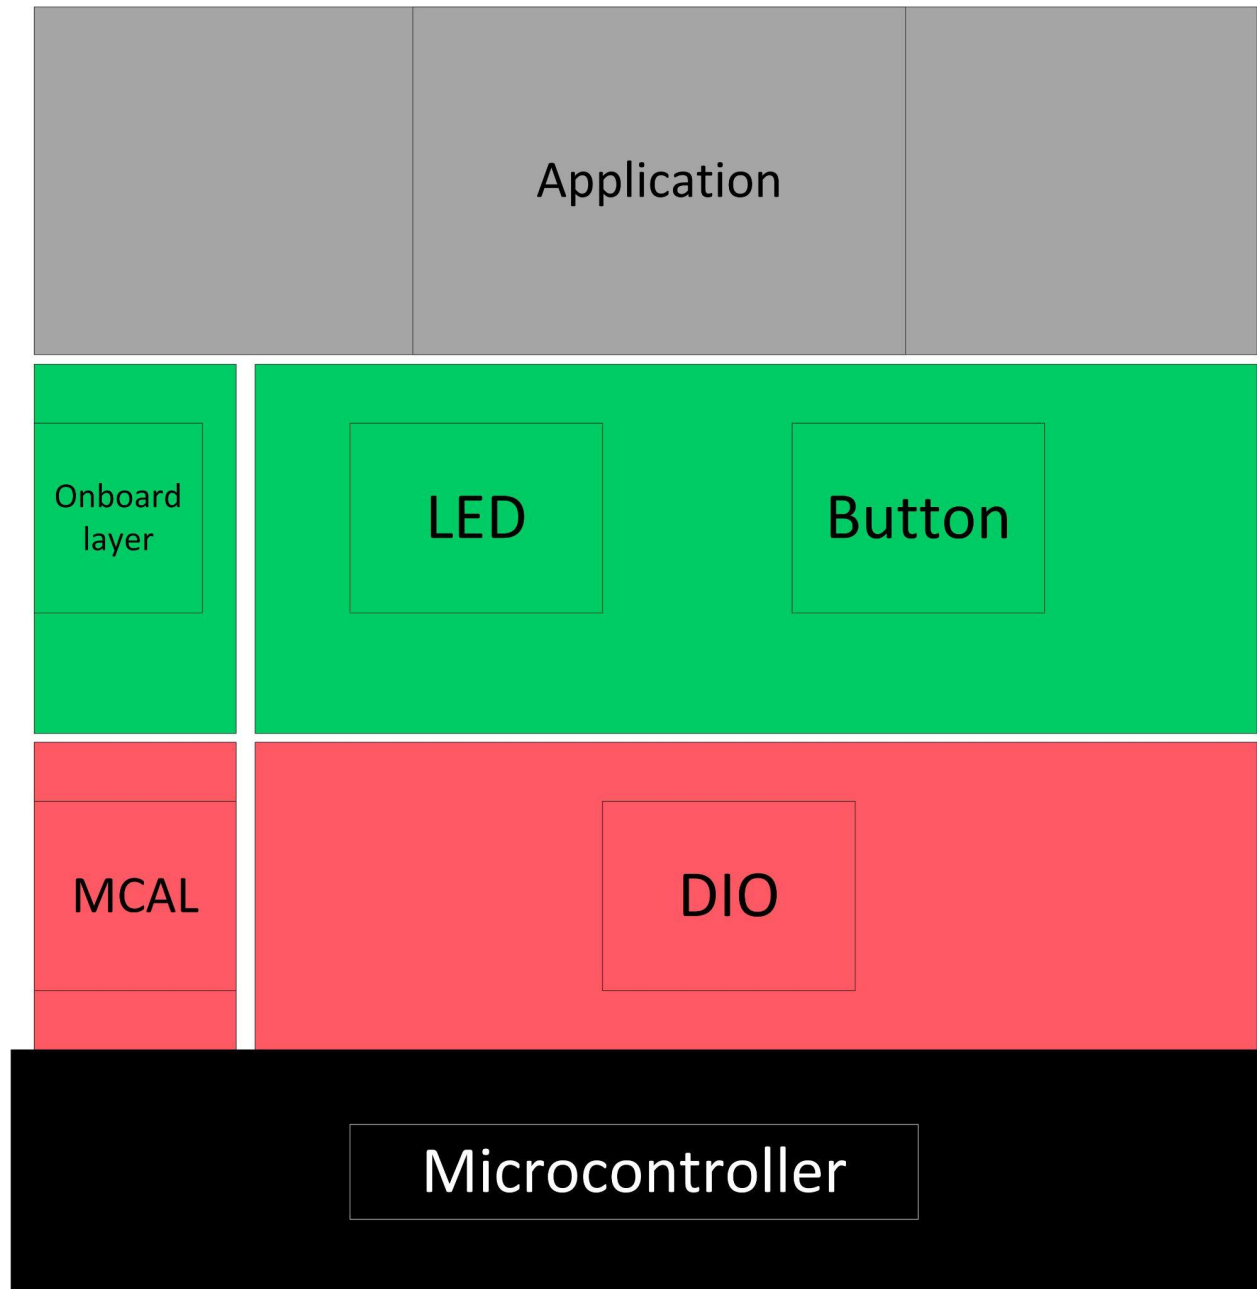 Application
Onboard
layer
LED
Button
MCAL
DIO
Microcontroller